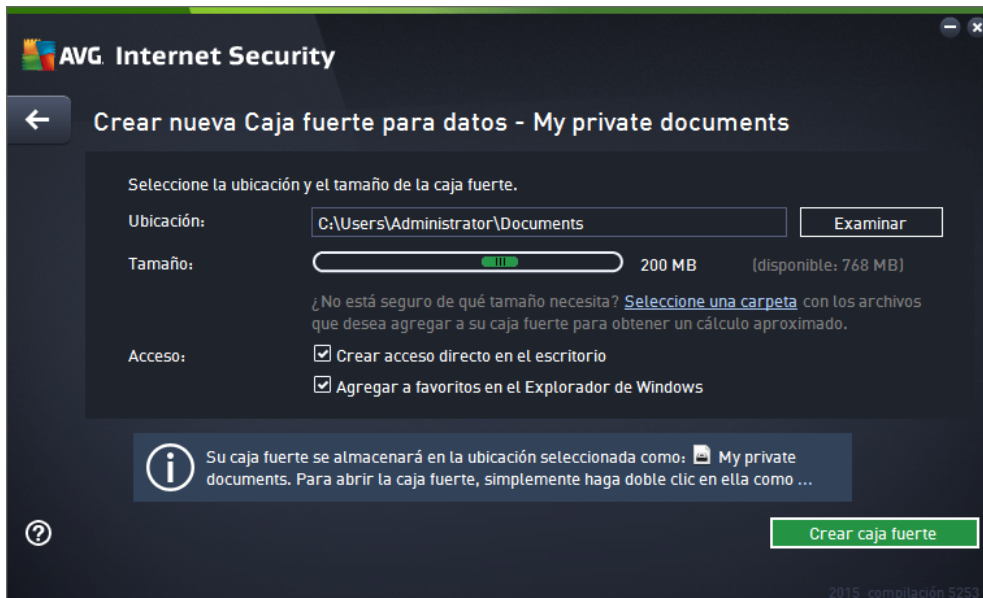 AVG. Internet Security
Crear nueva Caja fuerte para datos - My private documents
Seleccione la ubicación y el tamaño de la caja fuerte.
Ubicación: C:\Users\Administrator\Documents Examinar
Tamaño: 200 MB (disponible: 768 MB)
¿No está seguro de qué tamaño necesita? Seleccione una carpeta con los archivos
que desea agregar a su caja fuerte para obtener un cálculo aproximado.
Acceso: Crear acceso directo en el escritorio
Agregar a favoritos en el Explorador de Windows
Su caja fuerte se almacenará en la ubicación seleccionada como: My private
documents. Para abrir la caja fuerte, simplemente haga doble clic en ella como ...
Crear caja fuerte
2015 compilación 5253